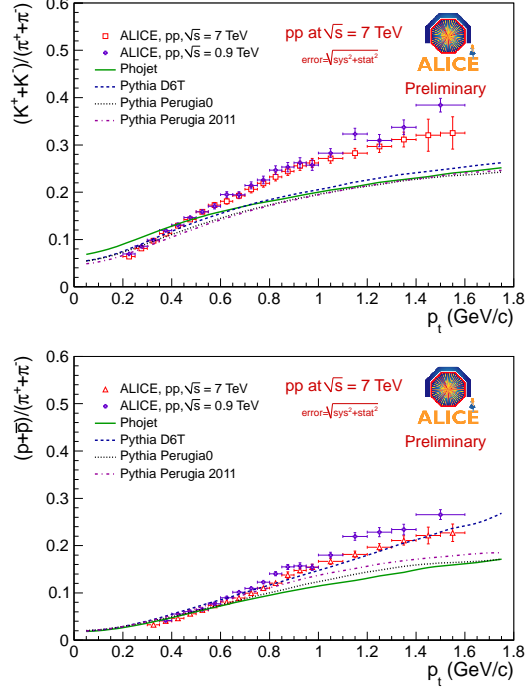 (K⁺+K⁻)/(π⁺+π⁻)
0.6
0.5
0.4
0.3
0.2
0.1
0
ALICE, pp,√s = 7 TeV
ALICE, pp,√s = 0.9 TeV
Phojet
Pythia D6T
Pythia Perugia0
Pythia Perugia 2011
pp at √s = 7 TeV
error=√sys²+stat²
ALICE
Preliminary
0 0.2 0.4 0.6 0.8 1 1.2 1.4 1.6 1.8
pₜ (GeV/c)
(p+p̅)/(π⁺+π⁻)
0.6
0.5
0.4
0.3
0.2
0.1
0
ALICE, pp,√s = 7 TeV
ALICE, pp,√s = 0.9 TeV
Phojet
Pythia D6T
Pythia Perugia0
Pythia Perugia 2011
pp at √s = 7 TeV
error=√sys²+stat²
ALICE
Preliminary
0 0.2 0.4 0.6 0.8 1 1.2 1.4 1.6 1.8
pₜ (GeV/c)